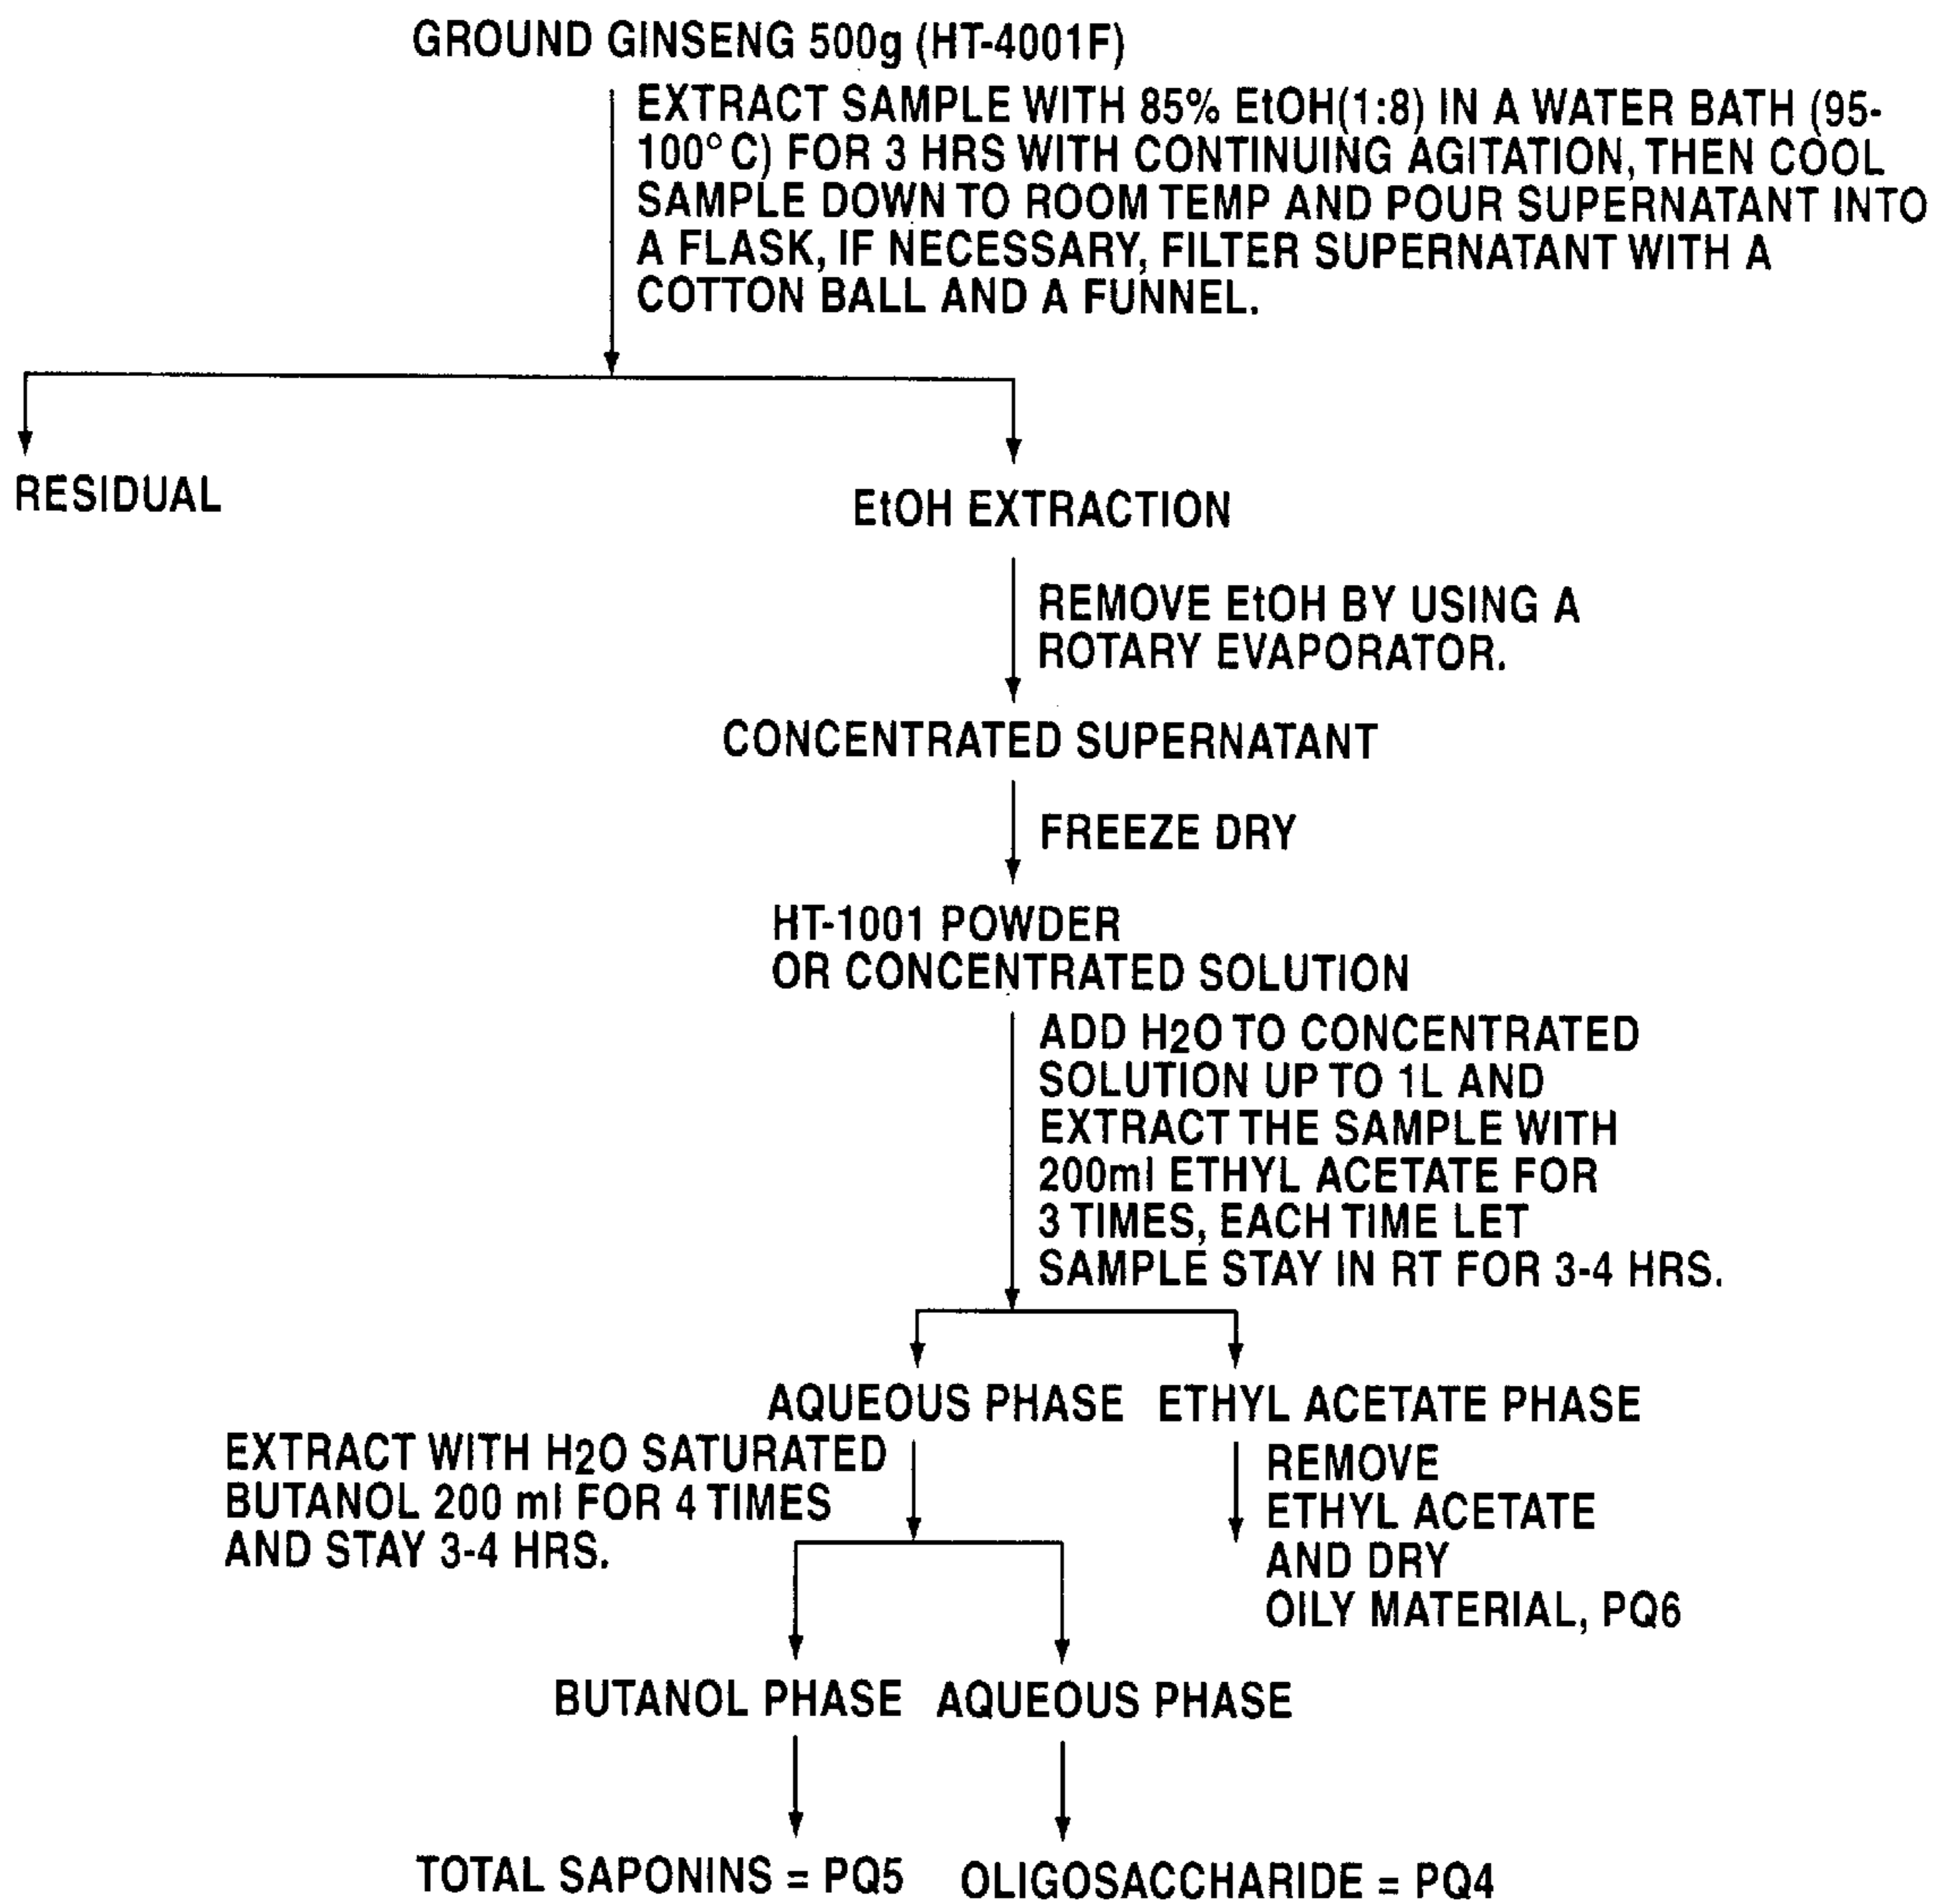 GROUND GINSENG 500g (HT-4001F)
EXTRACT SAMPLE WITH 85% EtOH(1:8) IN A WATER BATH (95-
100° C) FOR 3 HRS WITH CONTINUING AGITATION, THEN COOL
SAMPLE DOWN TO ROOM TEMP AND POUR SUPERNATANT INTO
A FLASK, IF NECESSARY, FILTER SUPERNATANT WITH A
COTTON BALL AND A FUNNEL.
RESIDUAL
EtOH EXTRACTION
REMOVE EtOH BY USING A
ROTARY EVAPORATOR.
CONCENTRATED SUPERNATANT
FREEZE DRY
HT-1001 POWDER
OR CONCENTRATED SOLUTION
ADD H2O TO CONCENTRATED
SOLUTION UP TO 1L AND
EXTRACT THE SAMPLE WITH
200ml ETHYL ACETATE FOR
3 TIMES, EACH TIME LET
SAMPLE STAY IN RT FOR 3-4 HRS.
AQUEOUS PHASE ETHYL ACETATE PHASE
EXTRACT WITH H2O SATURATED
BUTANOL 200 ml FOR 4 TIMES
AND STAY 3-4 HRS.
REMOVE
ETHYL ACETATE
AND DRY
OILY MATERIAL, PQ6
BUTANOL PHASE AQUEOUS PHASE
TOTAL SAPONINS = PQ5 OLIGOSACCHARIDE = PQ4